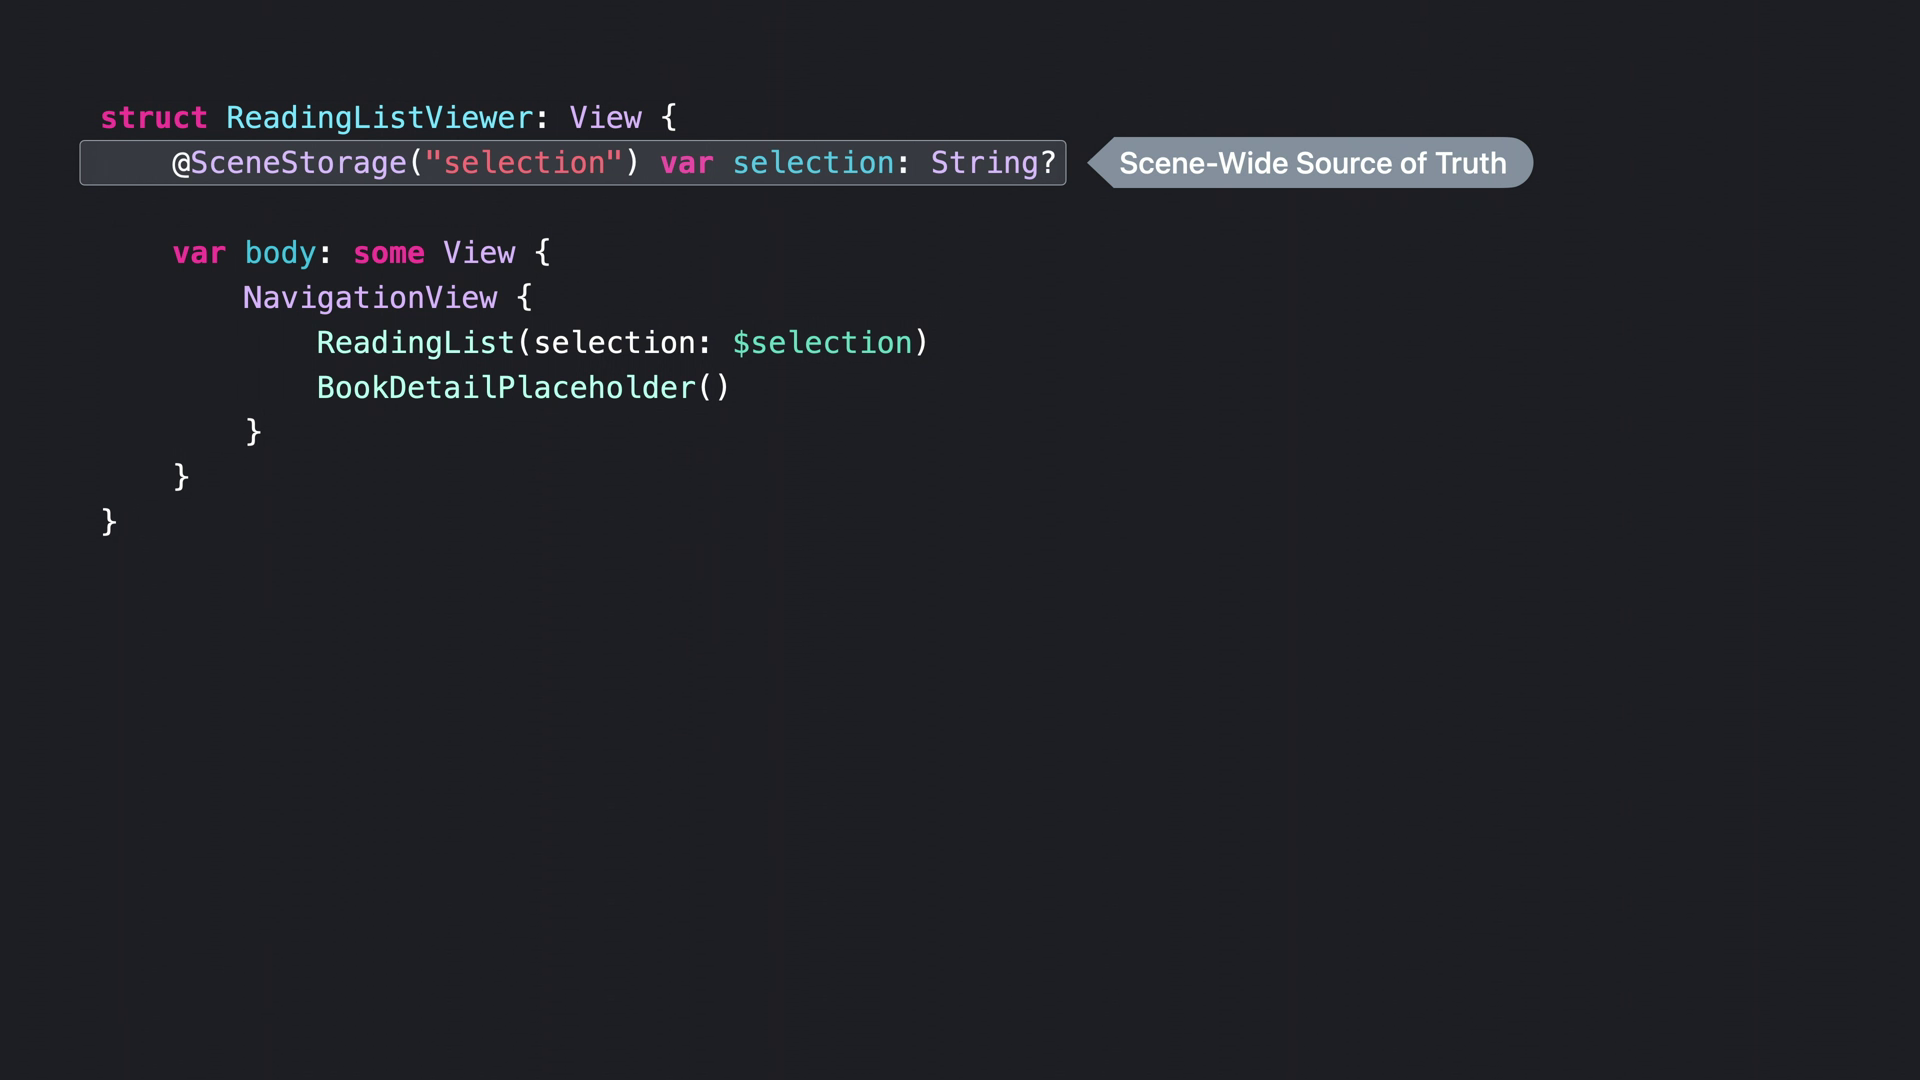 struct ReadingListViewer: View {
    @SceneStorage("selection") var selection: String?
Scene-Wide Source of Truth
    var body: some View {
        NavigationView {
            ReadingList(selection: $selection)
            BookDetailPlaceholder()
        }
    }
}